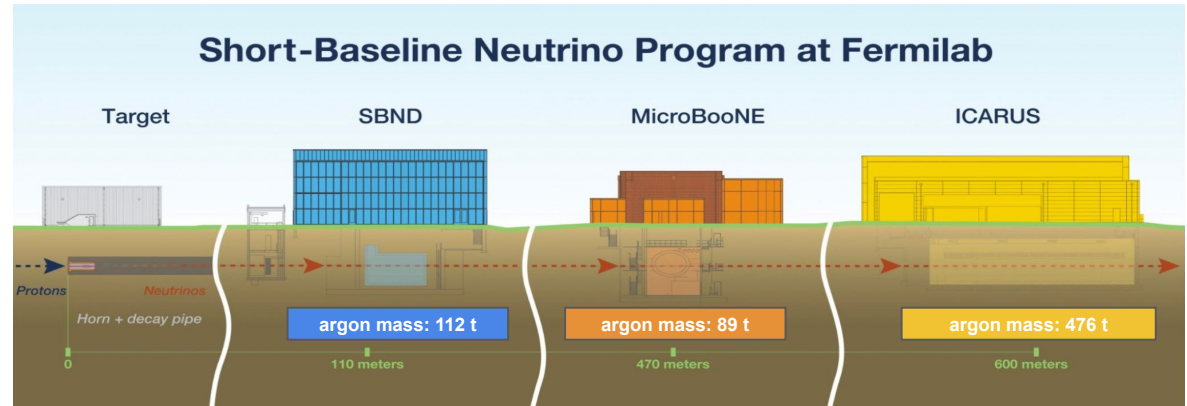 Short-Baseline Neutrino Program at Fermilab
Target
SBND
MicroBooNE
ICARUS
Protons
Neutrinos
Horn + decay pipe
argon mass: 112 t
argon mass: 89 t
argon mass: 476 t
0
110 meters
470 meters
600 meters